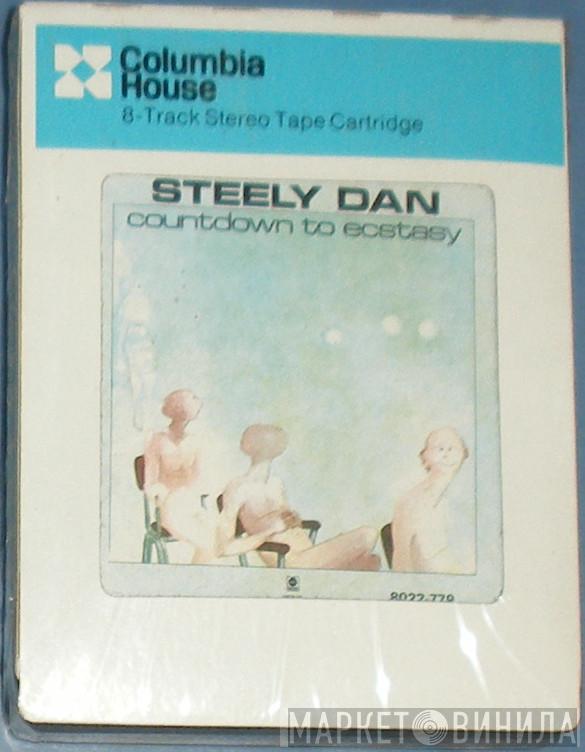 Columbia
House
8-Track Stereo Tape Cartridge
STEELY DAN
countdown to ecstasy
8022-779
МАРКЕТ ВИНИЛА